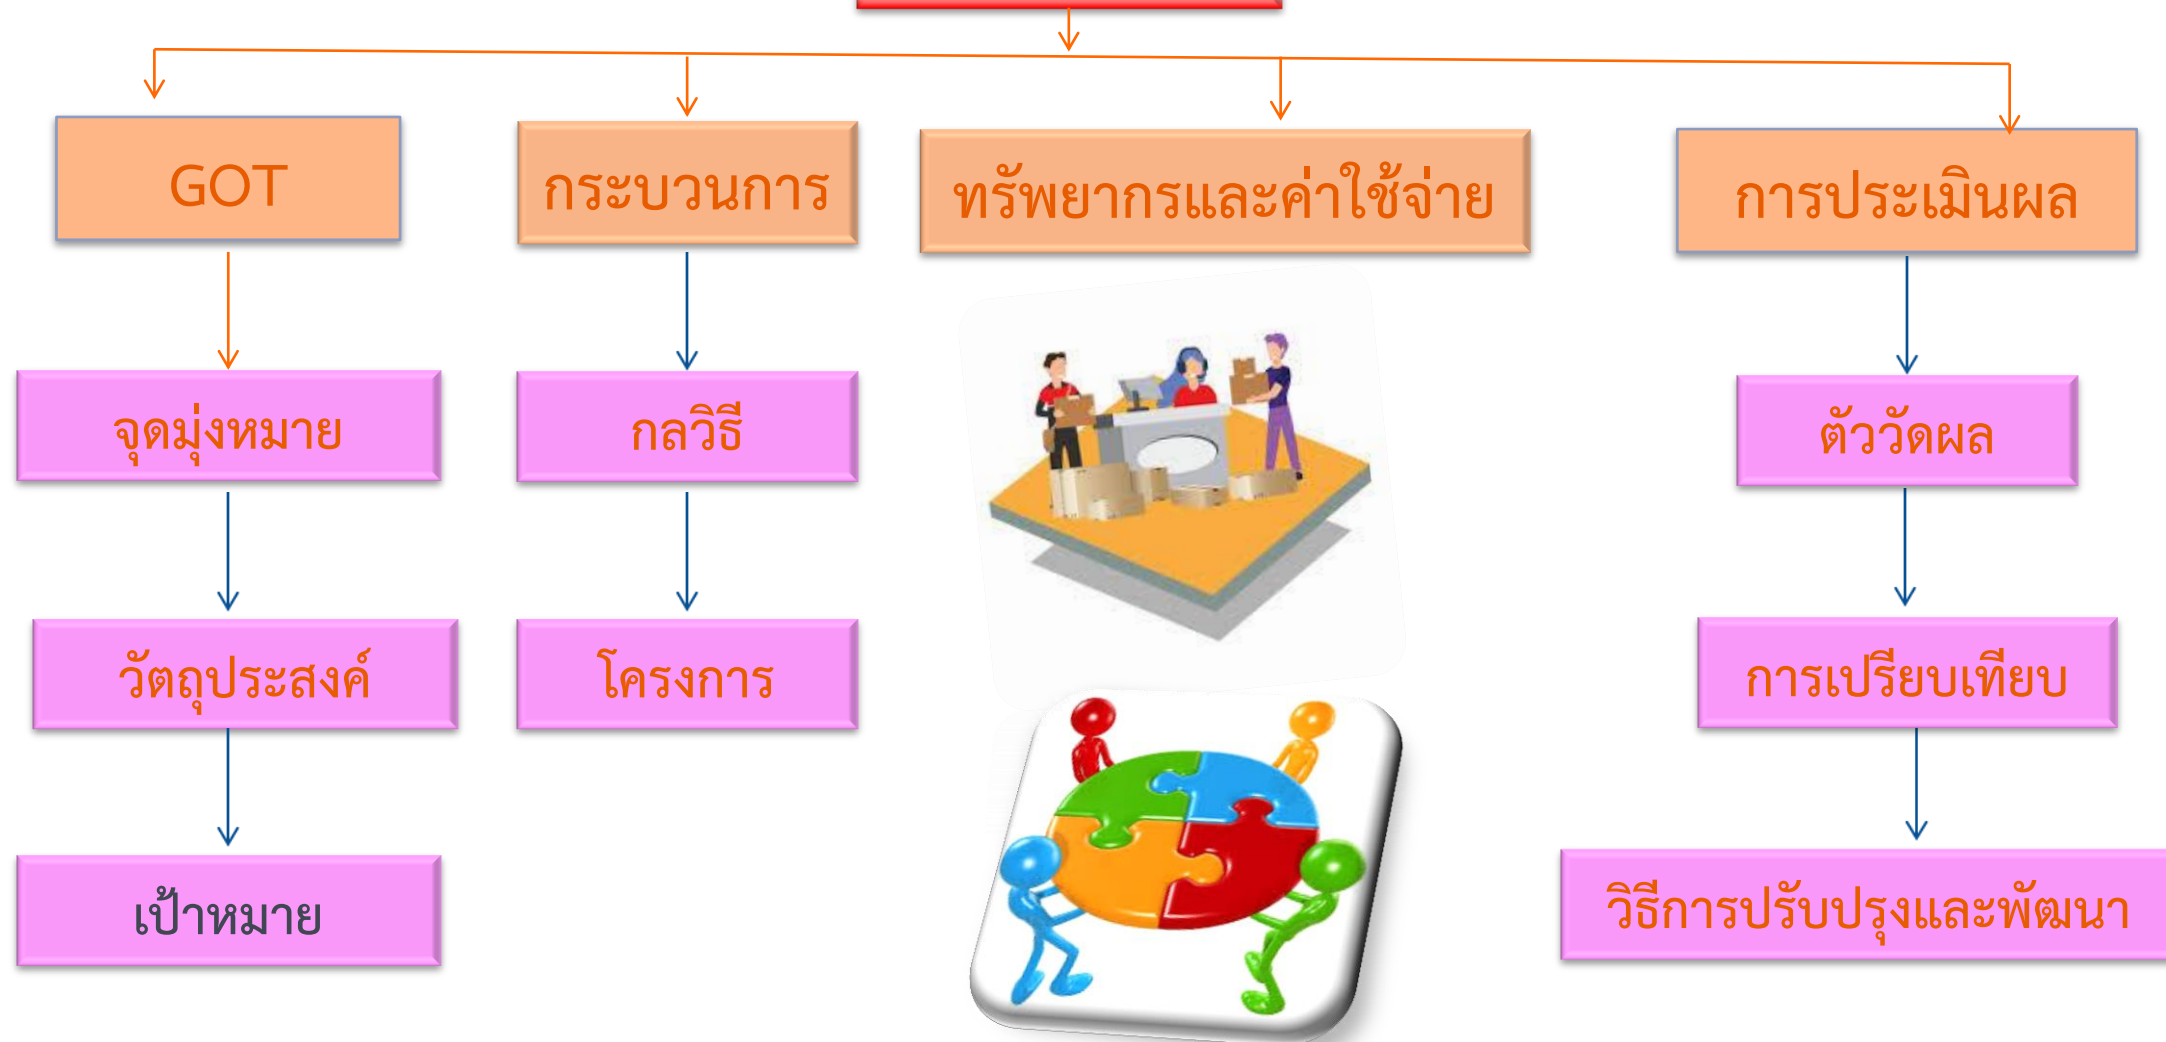 GOT
กระบวนการ
ทรัพยากรและค่าใช้จ่าย
การประเมินผล
จุดมุ่งหมาย
กลวิธี
ตัววัดผล
วัตถุประสงค์
โครงการ
การเปรียบเทียบ
เป้าหมาย
วิธีการปรับปรุงและพัฒนา